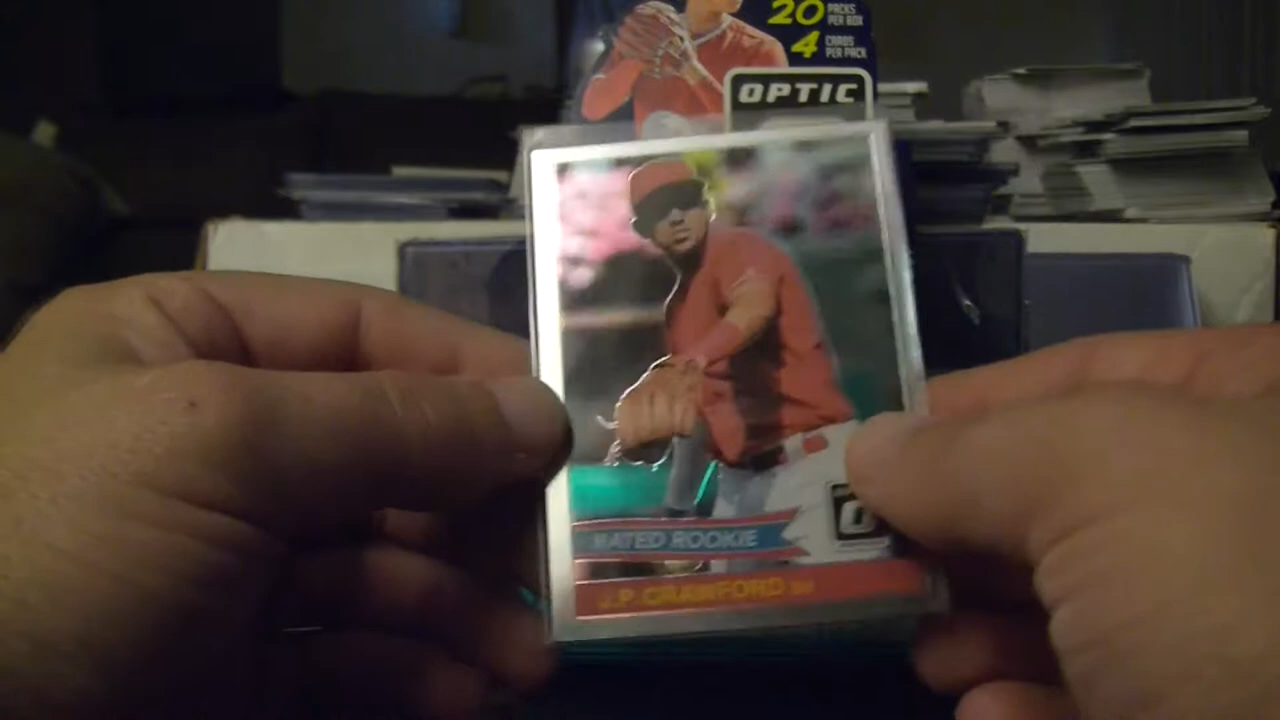 20 PACKS PER BOX
4 CARDS PER PACK
OPTIC
RATED ROOKIE
J.P. CRAWFORD